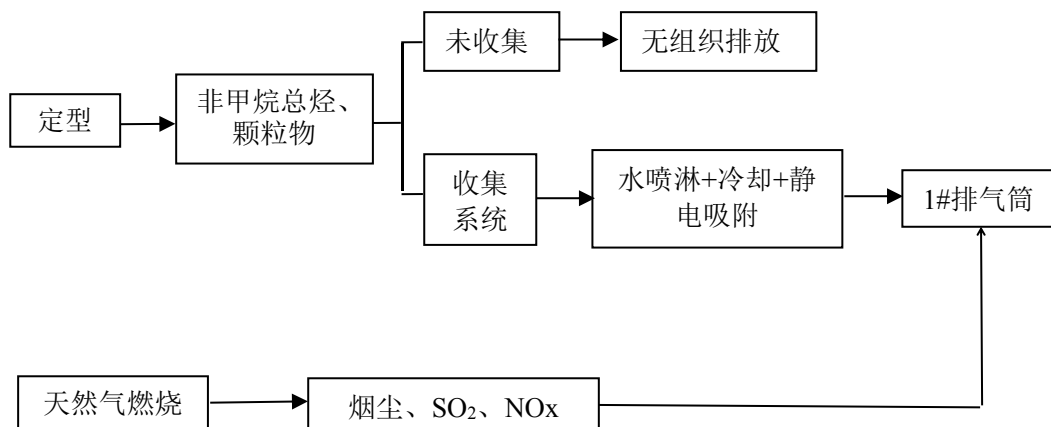 未收集
无组织排放
定型
非甲烷总烃、
颗粒物
收集
系统
水喷淋+冷却+静
电吸附
1#排气筒
天然气燃烧
烟尘、SO₂、NOx